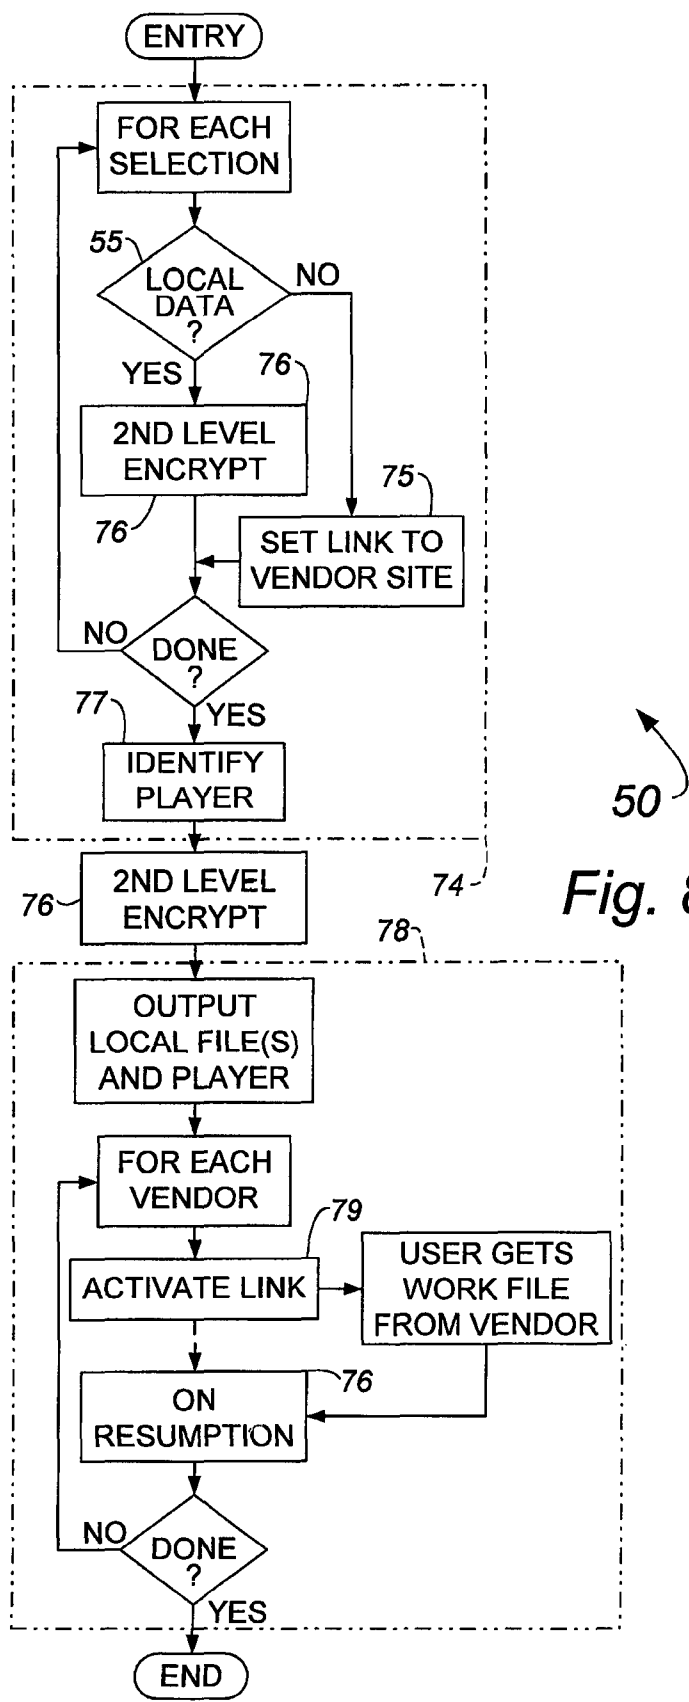 ENTRY
FOR EACH
SELECTION
55
LOCAL
DATA
?
NO
YES
76
2ND LEVEL
ENCRYPT
76
75
SET LINK TO
VENDOR SITE
NO
DONE
?
YES
77
IDENTIFY
PLAYER
50
74
76
2ND LEVEL
ENCRYPT
Fig. 8
78
OUTPUT
LOCAL FILE(S)
AND PLAYER
FOR EACH
VENDOR
79
ACTIVATE LINK
USER GETS
WORK FILE
FROM VENDOR
76
ON
RESUMPTION
NO
DONE
?
YES
END